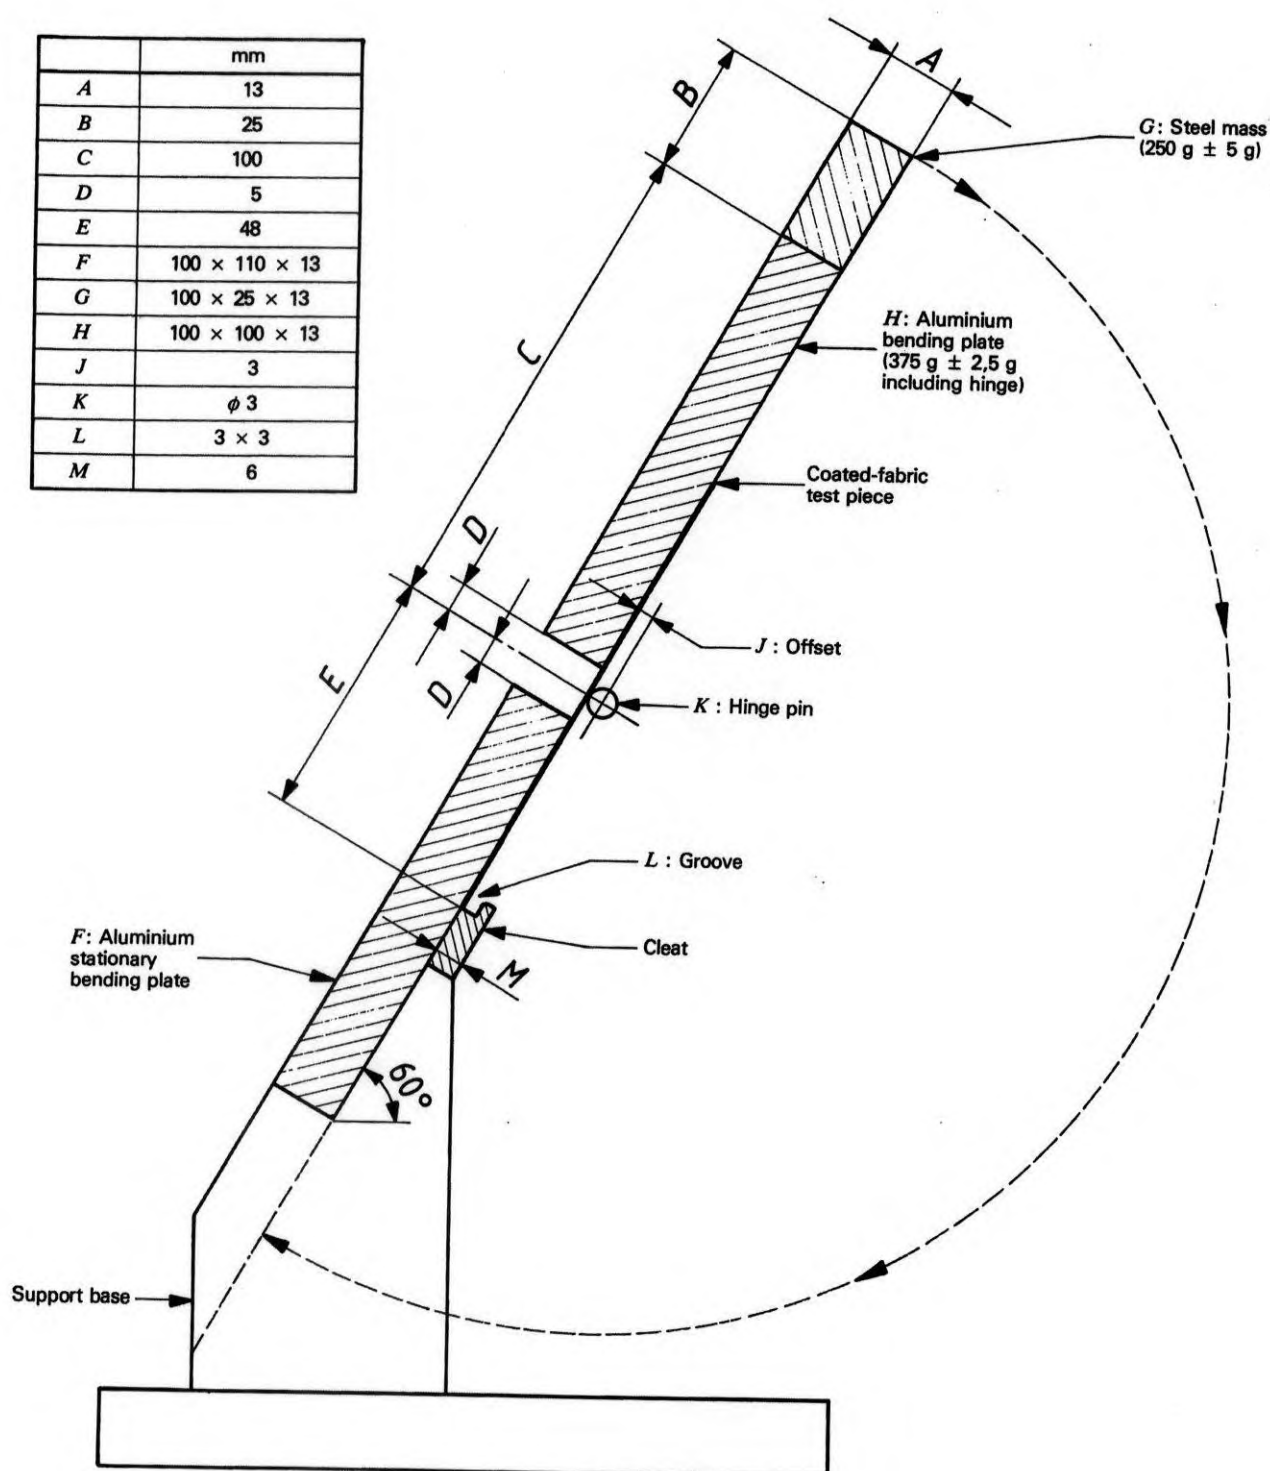 mm
A 13
B 25
C 100
D 5
E 48
F 100 × 110 × 13
G 100 × 25 × 13
H 100 × 100 × 13
J 3
K ϕ 3
L 3 × 3
M 6
A
B
G: Steel mass
(250 g ± 5 g)
C
H: Aluminium
bending plate
(375 g ± 2,5 g
including hinge)
Coated-fabric
test piece
D
J : Offset
E
D
K : Hinge pin
L : Groove
F: Aluminium
stationary
bending plate
Cleat
M
60°
Support base